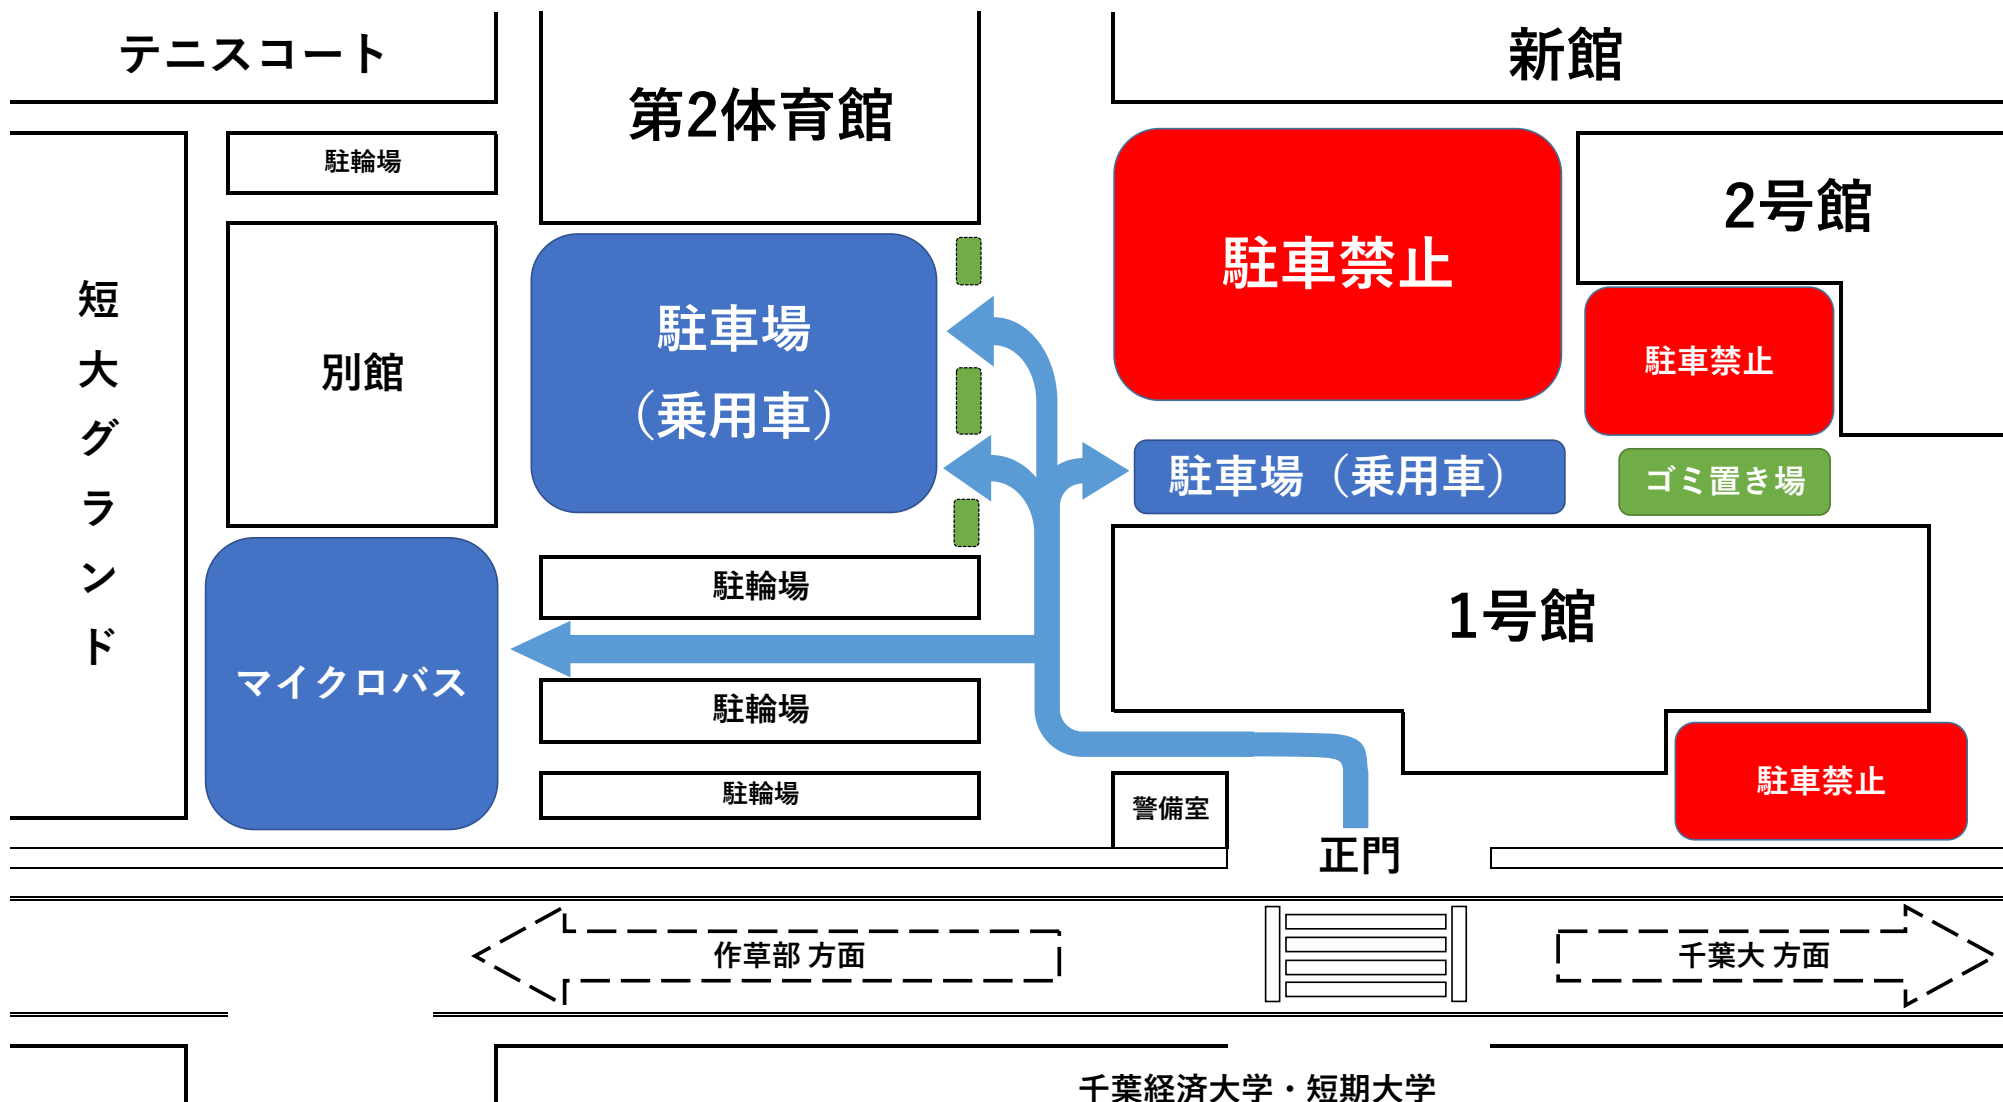 テニスコート
第2体育館
新館
駐輪場
2号館
駐車禁止
短大グランド
別館
駐車場
（乗用車）
駐車禁止
駐車場（乗用車）
ゴミ置き場
駐輪場
1号館
マイクロバス
駐輪場
駐車禁止
駐輪場
警備室
正門
作草部 方面
千葉大 方面
千葉経済大学・短期大学